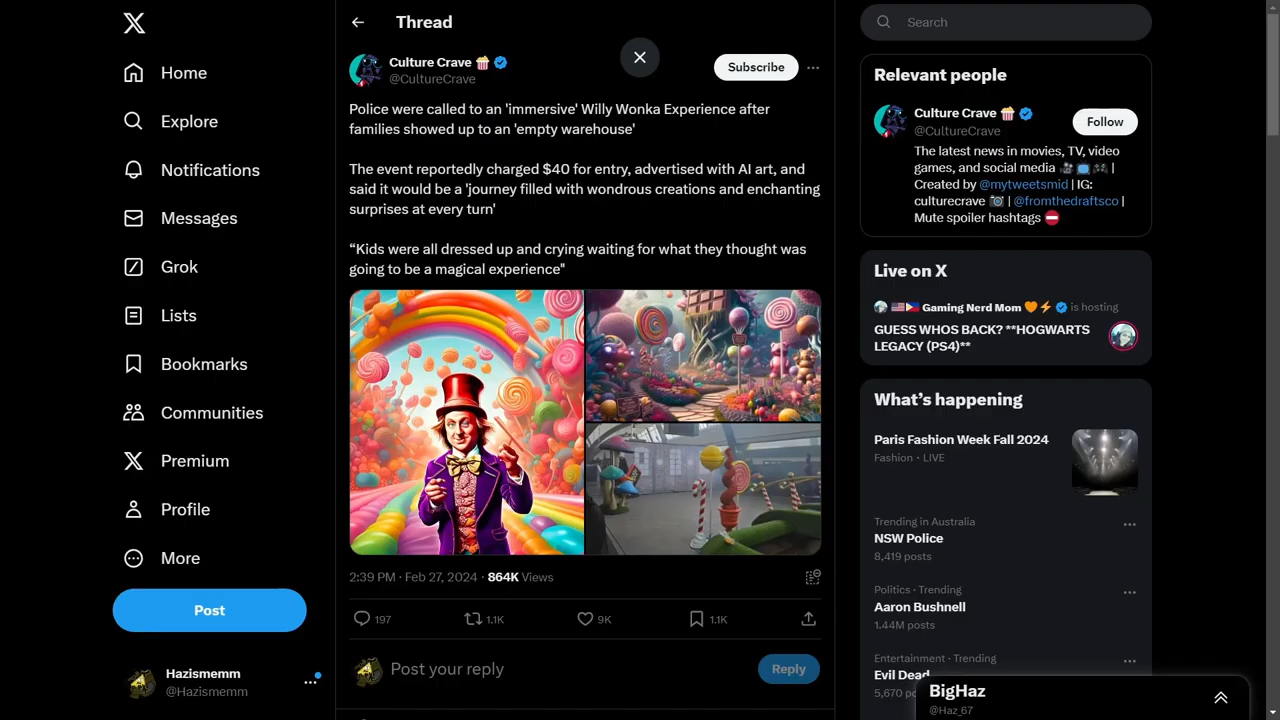 Home
Explore
Notifications
Messages
Grok
Lists
Bookmarks
Communities
Premium
Profile
More
Post
Hazismemm
@Hazismemm
Thread
Culture Crave 🍿
@CultureCrave
Subscribe
Police were called to an 'immersive' Willy Wonka Experience after
families showed up to an 'empty warehouse'
The event reportedly charged $40 for entry, advertised with AI art, and
said it would be a 'journey filled with wondrous creations and enchanting
surprises at every turn'
“Kids were all dressed up and crying waiting for what they thought was
going to be a magical experience"
2:39 PM · Feb 27, 2024 · 864K Views
197
1.1K
9K
1.1K
Post your reply
Reply
Search
Relevant people
Culture Crave 🍿
@CultureCrave
Follow
The latest news in movies, TV, video
games, and social media 🎥📺🎮 |
Created by @mytweetsmid | IG:
culturecrave 📷 | @fromthedraftsco |
Mute spoiler hashtags ⛔
Live on X
🇺🇸🇵🇭 Gaming Nerd Mom 🧡⚡ is hosting
GUESS WHOS BACK? **HOGWARTS
LEGACY (PS4)**
What’s happening
Paris Fashion Week Fall 2024
Fashion · LIVE
Trending in Australia
NSW Police
8,419 posts
Politics · Trending
Aaron Bushnell
1.44M posts
Entertainment · Trending
Evil Dead
5,670 po
BigHaz
@Haz_67